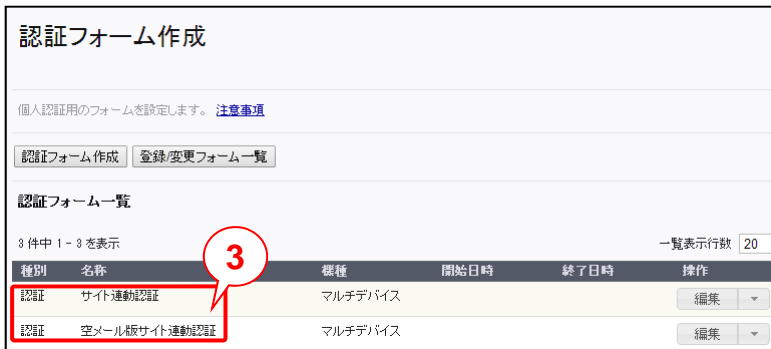 認証フォーム作成
個人認証用のフォームを設定します。 注意事項
認証フォーム作成 登録/変更フォーム一覧
認証フォーム一覧
3 件中 1 - 3 を表示 一覧表示行数 20
3
種別 名称 機種 開始日時 終了日時 操作
認証 サイト連動認証 マルチデバイス 編集
認証 空メール版サイト連動認証 マルチデバイス 編集